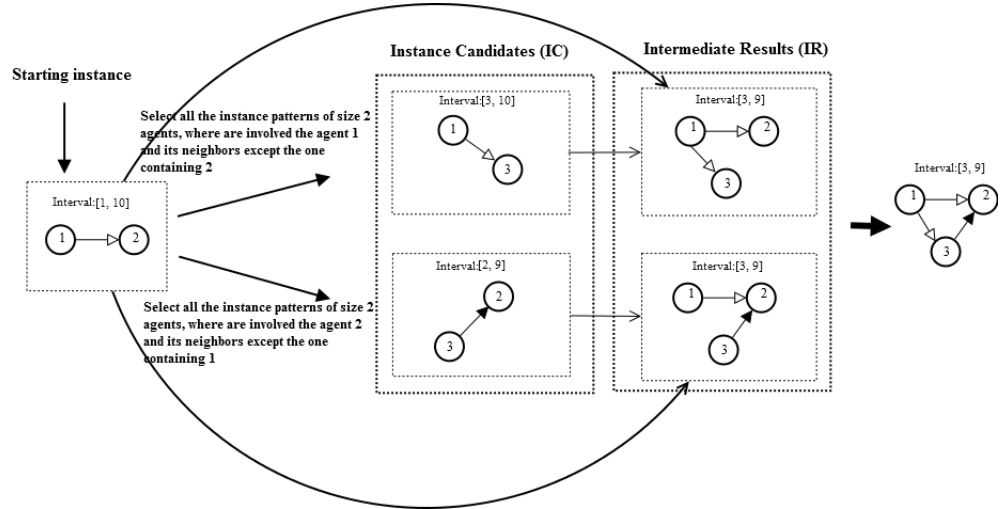 Instance Candidates (IC)
Intermediate Results (IR)
Starting instance
Select all the instance patterns of size 2
agents, where are involved the agent 1
and its neighbors except the one
containing 2
Interval:[1, 10]
1
2
Select all the instance patterns of size 2
agents, where are involved the agent 2
and its neighbors except the one
containing 1
Interval:[3, 10]
1
3
Interval:[2, 9]
2
3
Interval:[3, 9]
1
2
3
Interval:[3, 9]
1
2
3
Interval:[3, 9]
1
2
3